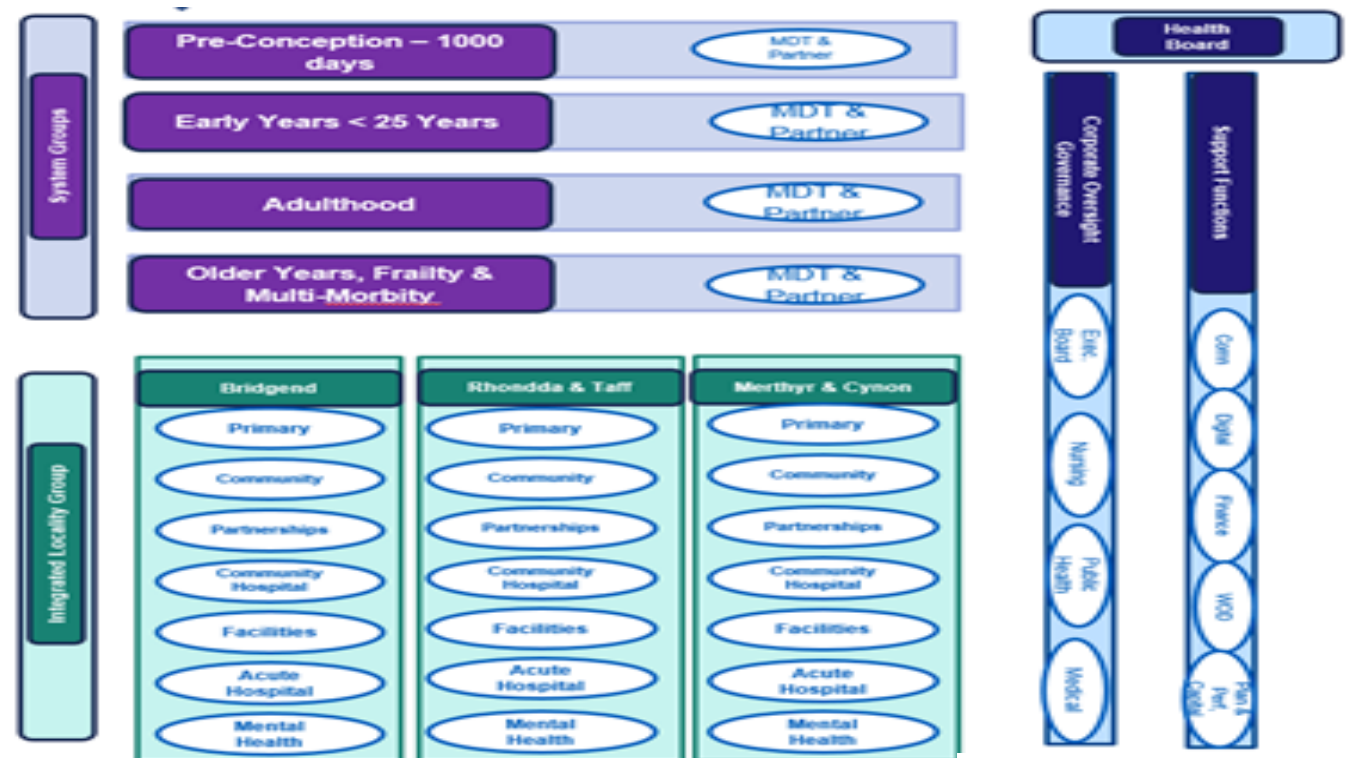 System Groups
Pre-Conception – 1000
days
MDT &
Partner
Early Years < 25 Years
MDT &
Partner
Adulthood
MDT &
Partner
Older Years, Frailty &
Multi-Morbity
MDT &
Partner
Integrated Locality Group
Bridgend
Primary
Community
Partnerships
Community
Hospital
Facilities
Acute
Hospital
Mental
Health
Rhondda & Taff
Primary
Community
Partnerships
Community
Hospital
Facilities
Acute
Hospital
Mental
Health
Merthyr & Cynon
Primary
Community
Partnerships
Community
Hospital
Facilities
Acute
Hospital
Mental
Health
Health
Board
Corporate Oversight
Governance
Exec.
Board
Nursing
Public
Health
Medical
Support Functions
Comm
Digital
Finance
WOD
Plan &
Perf,
Capital